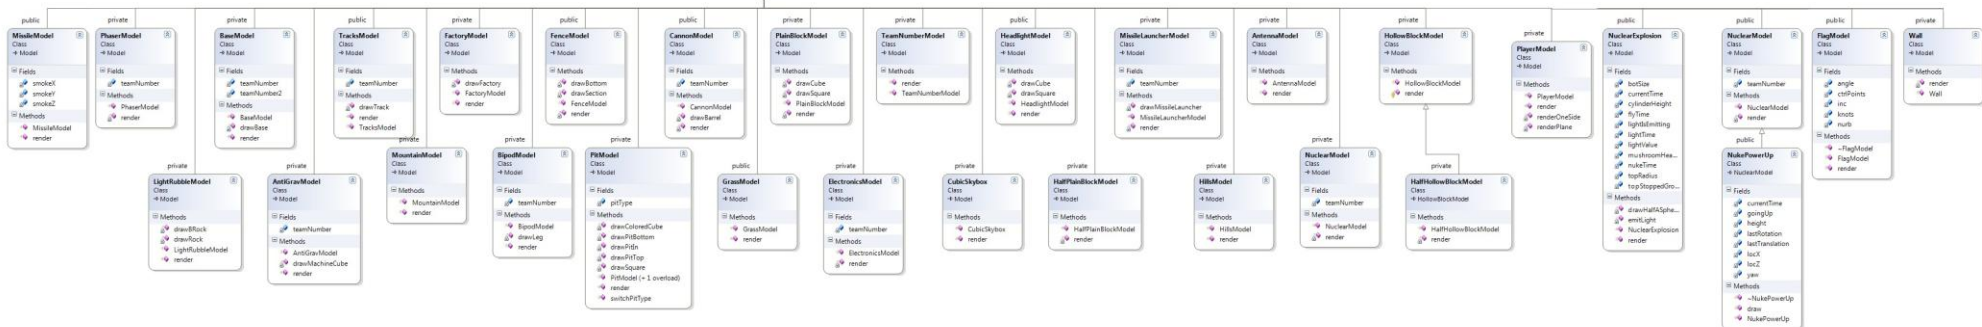 public
MissileModel
Class
Model
Fields
smokeX
smokeY
smokeZ
Methods
MissileModel
render
private
PhaserModel
Class
Model
Fields
teamNumber
Methods
PhaserModel
render
private
BaseModel
Class
Model
Fields
teamNumber
teamNumber2
Methods
BaseModel
drawBase
render
public
TracksModel
Class
Model
Fields
teamNumber
Methods
drawTrack
render
TracksModel
private
FactoryModel
Class
Model
Methods
drawFactory
FactoryModel
render
private
FenceModel
Class
Model
Methods
drawBottom
drawSection
FenceModel
render
public
CannonModel
Class
Model
Fields
teamNumber
Methods
CannonModel
drawBarrel
render
private
PlainBlockModel
Class
Model
Methods
drawCube
drawSquare
PlainBlockModel
render
private
TeamNumberModel
Class
Model
Methods
render
TeamNumberModel
public
HeadlightModel
Class
Model
Methods
drawCube
drawSquare
HeadlightModel
render
private
MissileLauncherModel
Class
Model
Fields
teamNumber
Methods
drawMissileLauncher
MissileLauncherModel
render
private
AntennaModel
Class
Model
Methods
AntennaModel
render
private
HollowBlockModel
Class
Model
Methods
HollowBlockModel
render
private
PlayerModel
Class
Model
Methods
PlayerModel
render
renderOneSide
renderPlane
public
NuclearExplosion
Class
Model
Fields
botSize
currentTime
cylinderHeight
flyTime
lightIsEmitting
lightTime
lightValue
mushroomHea...
nukeTime
topRadius
topStoppedGro...
Methods
drawHalfASphe...
emitLight
NuclearExplosion
render
public
NuclearModel
Class
Model
Fields
teamNumber
Methods
NuclearModel
render
public
FlagModel
Class
Model
Fields
angle
ctrlPoints
inc
knots
nurb
Methods
~FlagModel
FlagModel
render
private
Wall
Class
Model
Methods
render
Wall
private
LightRubbleModel
Class
Model
Methods
drawBRock
drawRock
LightRubbleModel
render
private
AntiGravModel
Class
Model
Fields
teamNumber
Methods
AntiGravModel
drawMachineCube
render
private
MountainModel
Class
Model
Methods
MountainModel
render
private
BipodModel
Class
Model
Fields
teamNumber
Methods
BipodModel
drawLeg
render
private
PitModel
Class
Model
Fields
pitType
Methods
drawColoredCube
drawPitBottom
drawPitIn
drawPitTop
drawSquare
PitModel (+ 1 overload)
render
switchPitType
public
GrassModel
Class
Model
Methods
GrassModel
render
private
ElectronicsModel
Class
Model
Fields
teamNumber
Methods
ElectronicsModel
render
private
CubicSkybox
Class
Model
Methods
CubicSkybox
render
private
HalfPlainBlockModel
Class
Model
Methods
HalfPlainBlockModel
render
private
HillsModel
Class
Model
Methods
HillsModel
render
private
NuclearModel
Class
Model
Fields
teamNumber
Methods
NuclearModel
render
private
HalfHollowBlockModel
Class
HollowBlockModel
Methods
HalfHollowBlockModel
render
public
NukePowerUp
Class
NuclearModel
Fields
currentTime
goingUp
height
lastRotation
lastTranslation
locX
locZ
yaw
Methods
~NukePowerUp
draw
NukePowerUp